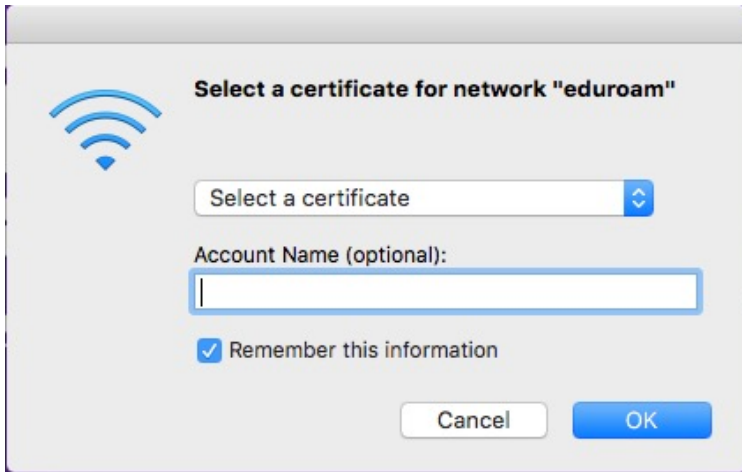 Select a certificate for network "eduroam"
Select a certificate
Account Name (optional):
Remember this information
Cancel OK